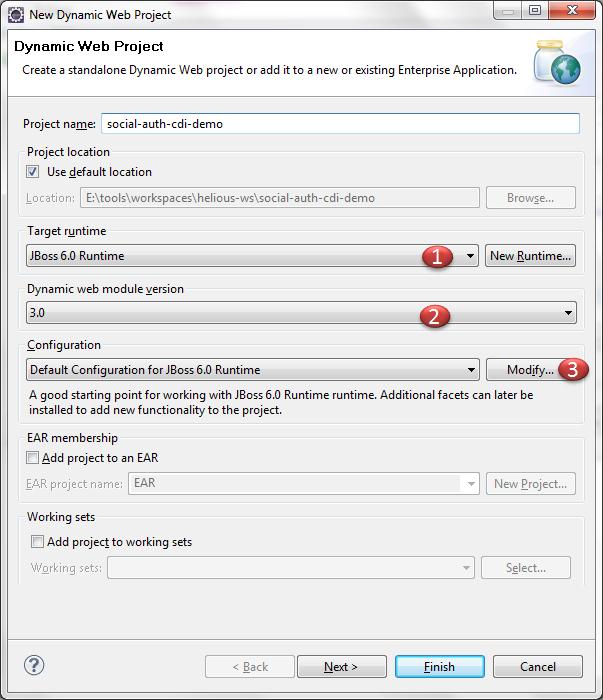 New Dynamic Web Project
Dynamic Web Project
Create a standalone Dynamic Web project or add it to a new or existing Enterprise Application.
Project name: social-auth-cdi-demo
Project location
Use default location
Location: E:\tools\workspaces\helious-ws\social-auth-cdi-demo Browse...
Target runtime
JBoss 6.0 Runtime 1 New Runtime...
Dynamic web module version
3.0 2
Configuration
Default Configuration for JBoss 6.0 Runtime Modify... 3
A good starting point for working with JBoss 6.0 Runtime runtime. Additional facets can later be
installed to add new functionality to the project.
EAR membership
Add project to an EAR
EAR project name: EAR New Project...
Working sets
Add project to working sets
Working sets: Select...
? < Back Next > Finish Cancel